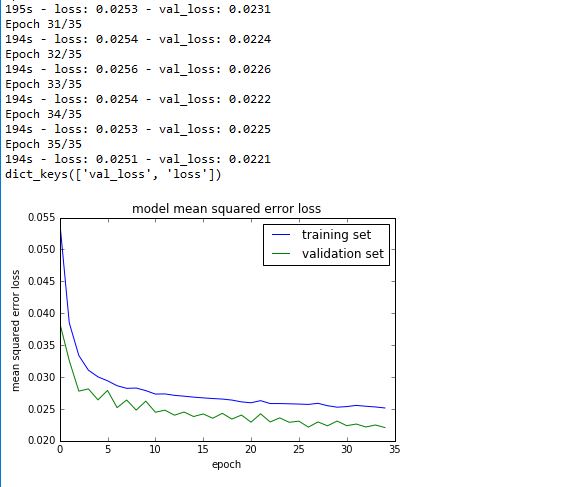 195s - loss: 0.0253 - val_loss: 0.0231
Epoch 31/35
194s - loss: 0.0254 - val_loss: 0.0224
Epoch 32/35
194s - loss: 0.0256 - val_loss: 0.0226
Epoch 33/35
194s - loss: 0.0254 - val_loss: 0.0222
Epoch 34/35
194s - loss: 0.0253 - val_loss: 0.0225
Epoch 35/35
194s - loss: 0.0251 - val_loss: 0.0221
dict_keys(['val_loss', 'loss'])
model mean squared error loss
0.055
0.050
0.045
0.040
0.035
0.030
0.025
0.020
mean squared error loss
training set
validation set
0 5 10 15 20 25 30 35
epoch